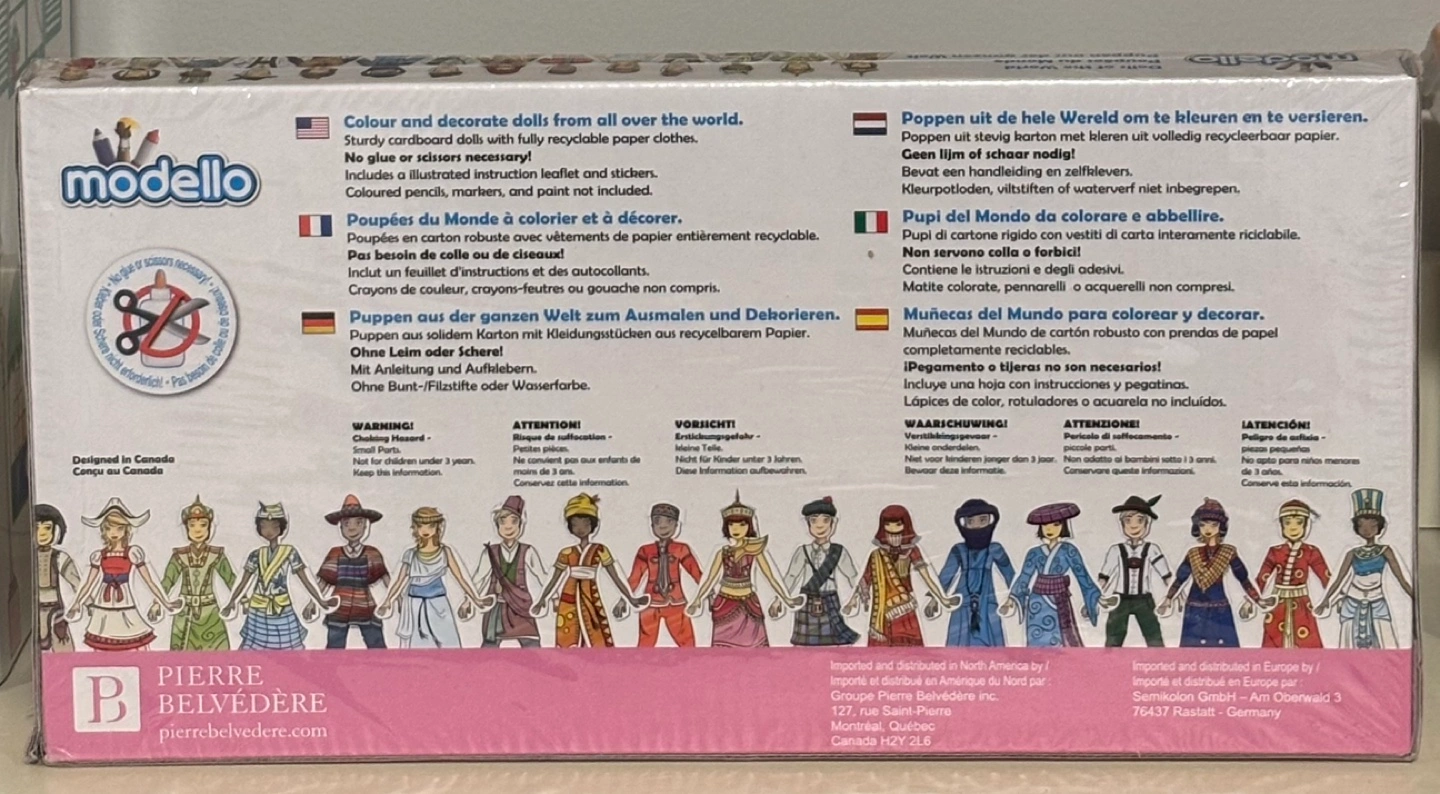 modello
Colour and decorate dolls from all over the world.
Sturdy cardboard dolls with fully recyclable paper clothes.
No glue or scissors necessary!
Includes a illustrated instruction leaflet and stickers.
Coloured pencils, markers, and paint not included.
Poupées du Monde à colorier et à décorer.
Poupées en carton robuste avec vêtements de papier entièrement recyclable.
Pas besoin de colle ou de ciseaux!
Inclut un feuillet d'instructions et des autocollants.
Crayons de couleur, crayons-feutres ou gouache non compris.
Puppen aus der ganzen Welt zum Ausmalen und Dekorieren.
Puppen aus solidem Karton mit Kleidungsstücken aus recycelbarem Papier.
Ohne Leim oder Schere!
Mit Anleitung und Aufklebern.
Ohne Bunt-/Filzstifte oder Wasserfarbe.
Poppen uit de hele Wereld om te kleuren en te versieren.
Poppen uit stevig karton met kleren uit volledig recycleerbaar papier.
Geen lijm of schaar nodig!
Bevat een handleiding en zelfklevers.
Kleurpotloden, viltstiften of waterverf niet inbegrepen.
Pupi del Mondo da colorare e abbellire.
Pupi di cartone rigido con vestiti di carta interamente riciclabile.
Non servono colla o forbici!
Contiene le istruzioni e degli adesivi.
Matite colorate, pennarelli o acquerelli non compresi.
Muñecas del Mundo para colorear y decorar.
Muñecas del Mundo de cartón robusto con prendas de papel
completamente reciclables.
¡Pegamento o tijeras no son necesarios!
Incluye una hoja con instrucciones y pegatinas.
Lápices de color, rotuladores o acuarela no incluídos.
No glue or scissors necessary! • Pas besoin de colle ou de ciseaux! • Kleber oder Schere nicht erforderlich! •
Designed in Canada
Conçu au Canada
WARNING!
Choking Hazard -
Small Parts.
Not for children under 3 years.
Keep this information.
ATTENTION!
Risque de suffocation -
Petites pièces.
Ne convient pas aux enfants de
moins de 3 ans.
Conservez cette information.
VORSICHT!
Erstickungsgefahr -
kleine Teile.
Nicht für Kinder unter 3 Jahren.
Diese Information aufbewahren.
WAARSCHUWING!
Verstikkingsgevaar -
Kleine onderdelen.
Niet voor kinderen jonger dan 3 jaar.
Bewaar deze informatie.
ATTENZIONE!
Pericolo di soffocamento -
piccole parti.
Non adatto ai bambini sotto i 3 anni.
Conservare queste informazioni.
¡ATENCIÓN!
Peligro de asfixia -
piezas pequeñas
No apto para niños menores
de 3 años.
Conserve esta información.
B
PIERRE
BELVÉDÈRE
pierrebelvedere.com
Imported and distributed in North America by /
Importé et distribué en Amérique du Nord par :
Groupe Pierre Belvédère inc.
127, rue Saint-Pierre
Montréal, Québec
Canada H2Y 2L6
Imported and distributed in Europe by /
Importé et distribué en Europe par :
Semikolon GmbH – Am Oberwald 3
76437 Rastatt - Germany